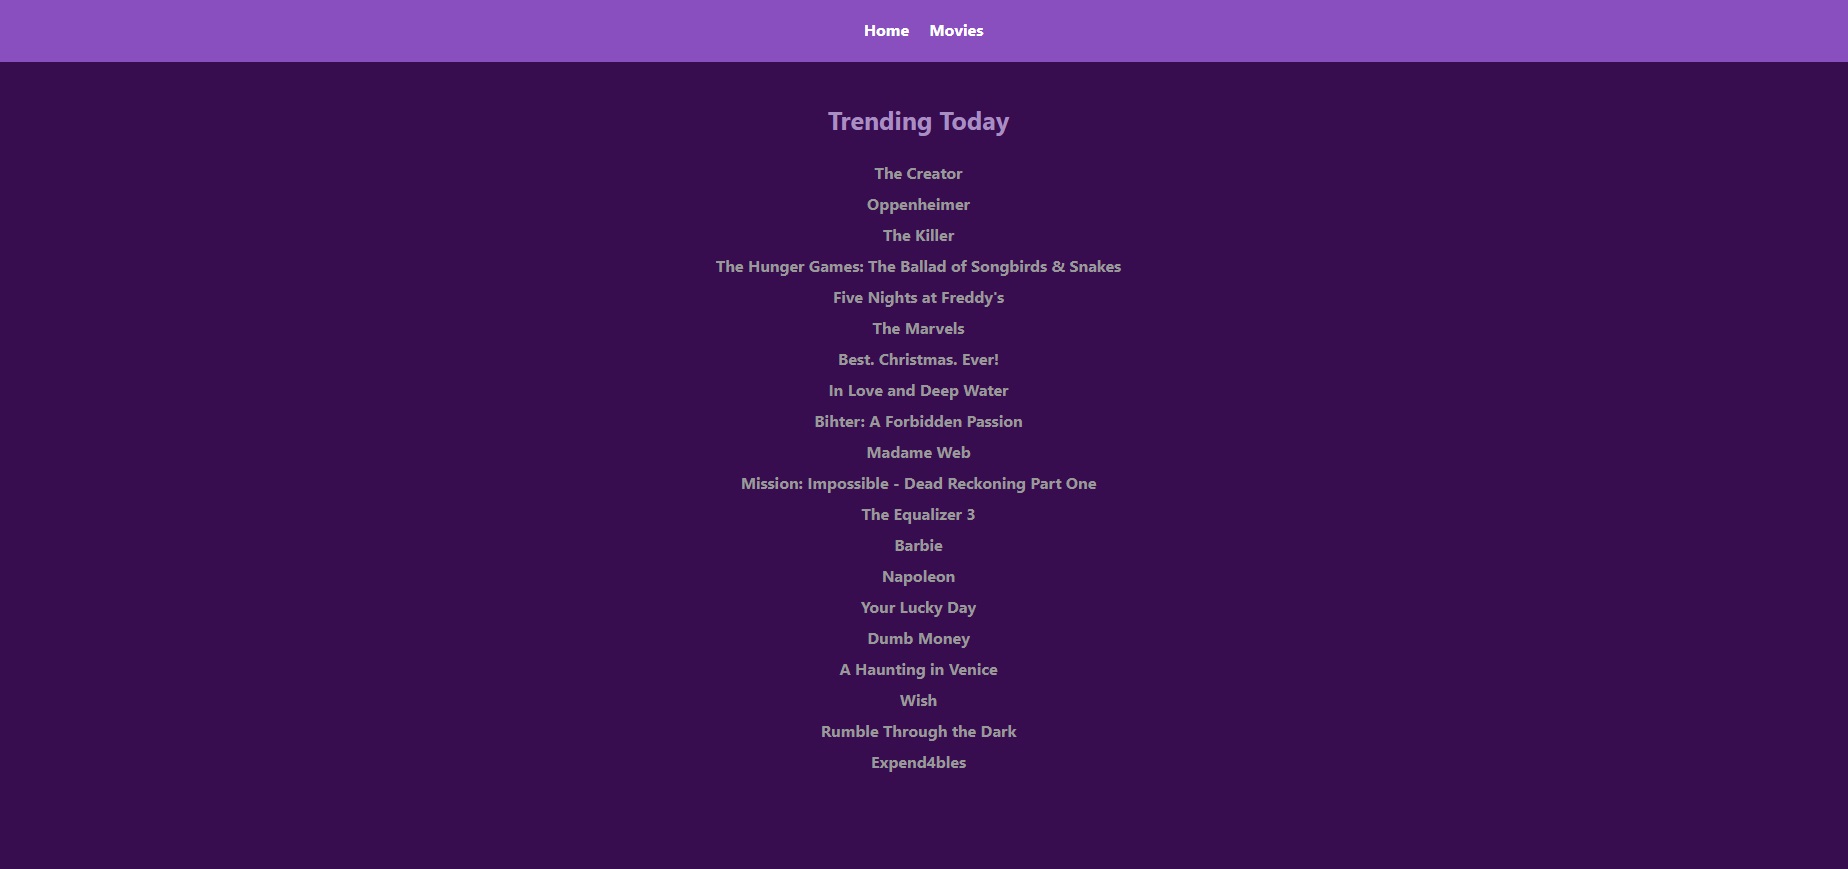 Home Movies
Trending Today
The Creator
Oppenheimer
The Killer
The Hunger Games: The Ballad of Songbirds & Snakes
Five Nights at Freddy's
The Marvels
Best. Christmas. Ever!
In Love and Deep Water
Bihter: A Forbidden Passion
Madame Web
Mission: Impossible - Dead Reckoning Part One
The Equalizer 3
Barbie
Napoleon
Your Lucky Day
Dumb Money
A Haunting in Venice
Wish
Rumble Through the Dark
Expend4bles